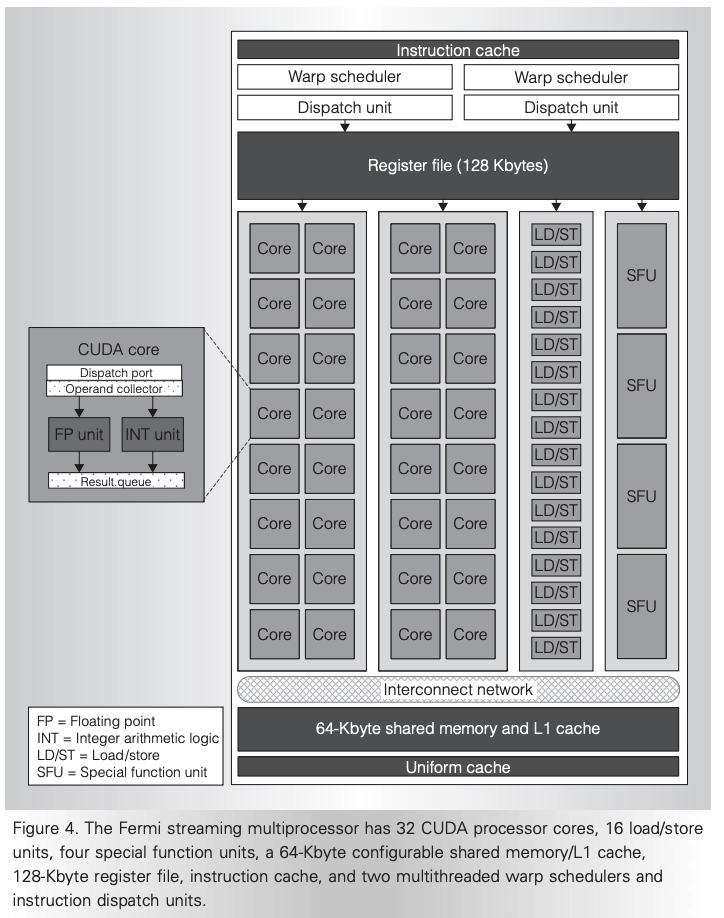 Instruction cache
Warp scheduler
Warp scheduler
Dispatch unit
Dispatch unit
Register file (128 Kbytes)
Core Core Core Core LD/ST SFU
LD/ST
Core Core Core Core LD/ST
LD/ST
Core Core Core Core LD/ST SFU
LD/ST
Core Core Core Core LD/ST
LD/ST
Core Core Core Core LD/ST SFU
LD/ST
Core Core Core Core LD/ST
LD/ST
Core Core Core Core LD/ST SFU
LD/ST
Core Core Core Core LD/ST
LD/ST
CUDA core
Dispatch port
Operand collector
FP unit
INT unit
Result.queue
Interconnect network
64-Kbyte shared memory and L1 cache
Uniform cache
FP = Floating point
INT = Integer arithmetic logic
LD/ST = Load/store
SFU = Special function unit
Figure 4. The Fermi streaming multiprocessor has 32 CUDA processor cores, 16 load/store
units, four special function units, a 64-Kbyte configurable shared memory/L1 cache,
128-Kbyte register file, instruction cache, and two multithreaded warp schedulers and
instruction dispatch units.